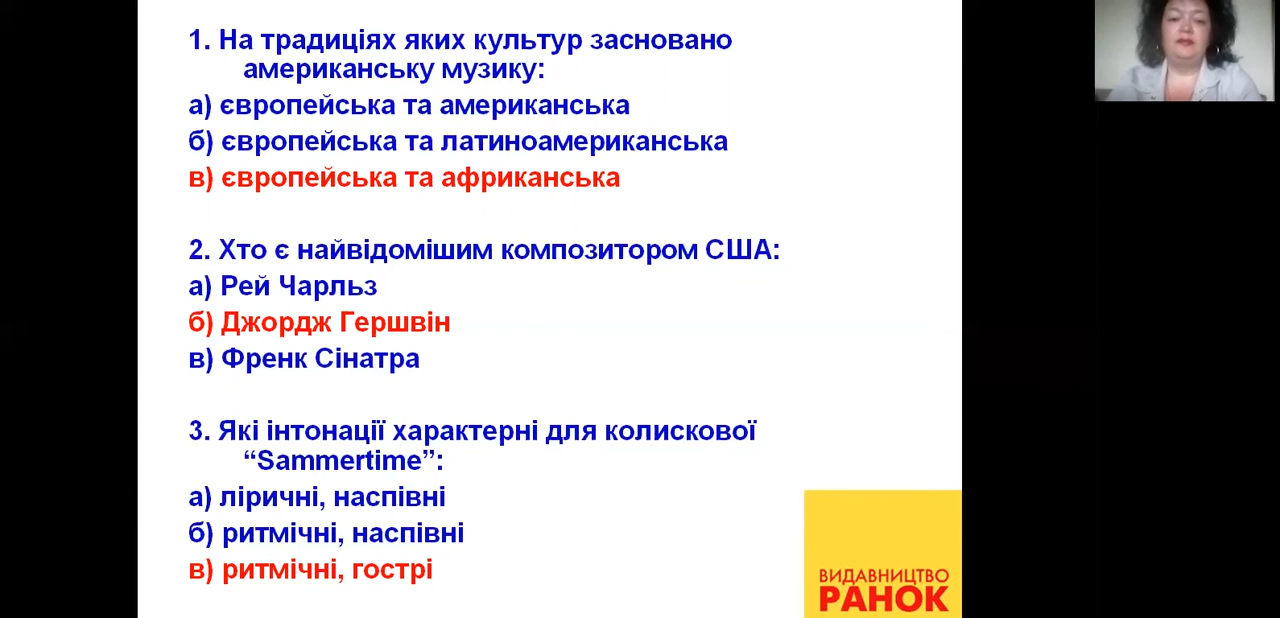 1. На традиціях яких культур засновано
американську музику:
а) європейська та американська
б) європейська та латиноамериканська
в) європейська та африканська
2. Хто є найвідомішим композитором США:
а) Рей Чарльз
б) Джордж Гершвін
в) Френк Сінатра
3. Які інтонації характерні для колискової
“Sammertime”:
а) ліричні, наспівні
б) ритмічні, наспівні
в) ритмічні, гострі
ВИДАВНИЦТВО
РАНОК